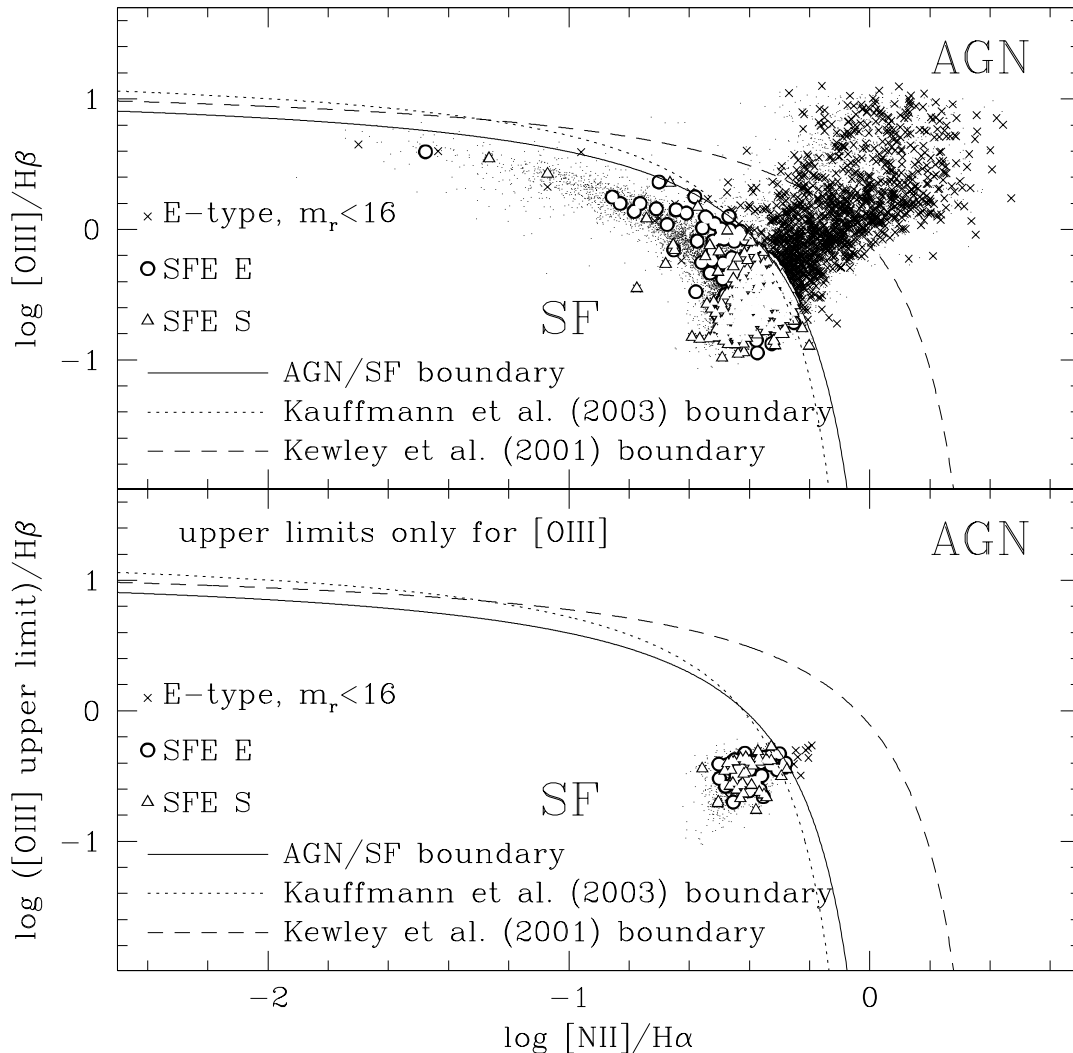 AGN
1
0
−1
log [OIII]/Hβ
× E−type, m_r<16
SFE E
SFE S
SF
AGN/SF boundary
Kauffmann et al. (2003) boundary
Kewley et al. (2001) boundary
upper limits only for [OIII]
AGN
1
0
−1
log ([OIII] upper limit)/Hβ
× E−type, m_r<16
SFE E
SFE S
SF
AGN/SF boundary
Kauffmann et al. (2003) boundary
Kewley et al. (2001) boundary
−2 −1 0
log [NII]/Hα